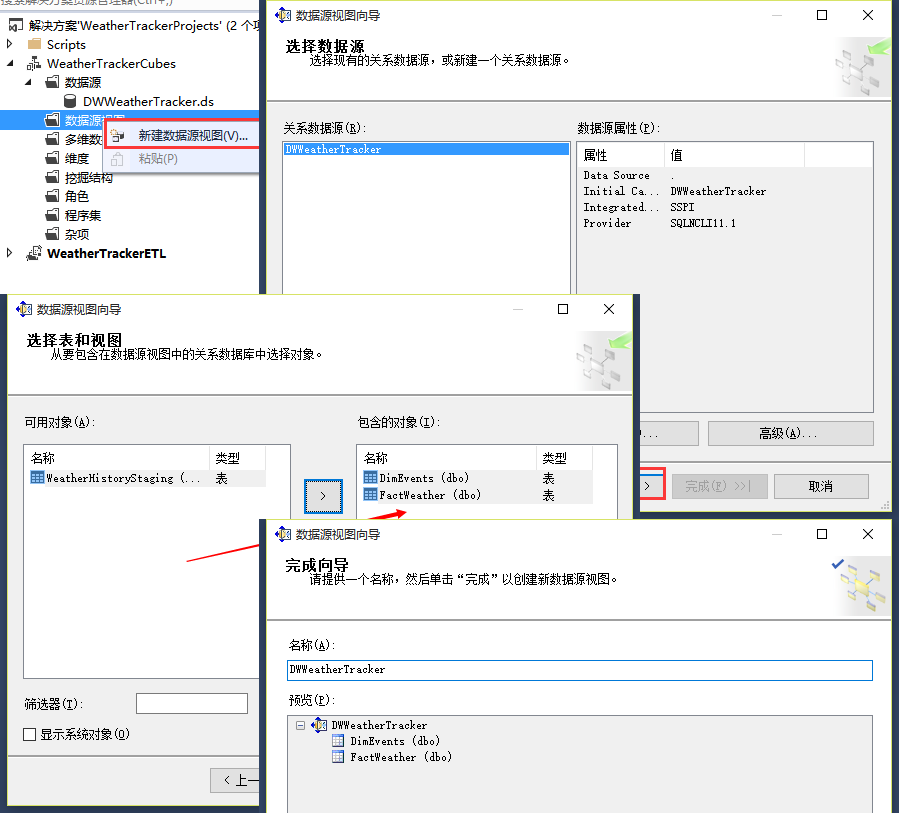 搜索解决方案资源管理器(Ctrl+;)
解决方案'WeatherTrackerProjects' (2 个项
Scripts
WeatherTrackerCubes
数据源
DWWeatherTracker.ds
数据源视图
多维数
维度
挖掘结构
角色
程序集
杂项
WeatherTrackerETL
新建数据源视图(V)...
粘贴(P)
数据源视图向导
选择数据源
选择现有的关系数据源，或新建一个关系数据源。
关系数据源(R):
DWWeatherTracker
数据源属性(P):
属性 值
Data Source .
Initial Ca... DWWeatherTracker
Integrated... SSPI
Provider SQLNCLI11.1
高级(A)...
>
完成(F) >>|
取消
数据源视图向导
选择表和视图
从要包含在数据源视图中的关系数据库中选择对象。
可用对象(A):
名称 类型
WeatherHistoryStaging (... 表
>
包含的对象(I):
名称 类型
DimEvents (dbo) 表
FactWeather (dbo) 表
筛选器(T):
显示系统对象(O)
< 上一
数据源视图向导
完成向导
请提供一个名称，然后单击“完成”以创建新数据源视图。
名称(A):
DWWeatherTracker
预览(P):
DWWeatherTracker
DimEvents (dbo)
FactWeather (dbo)